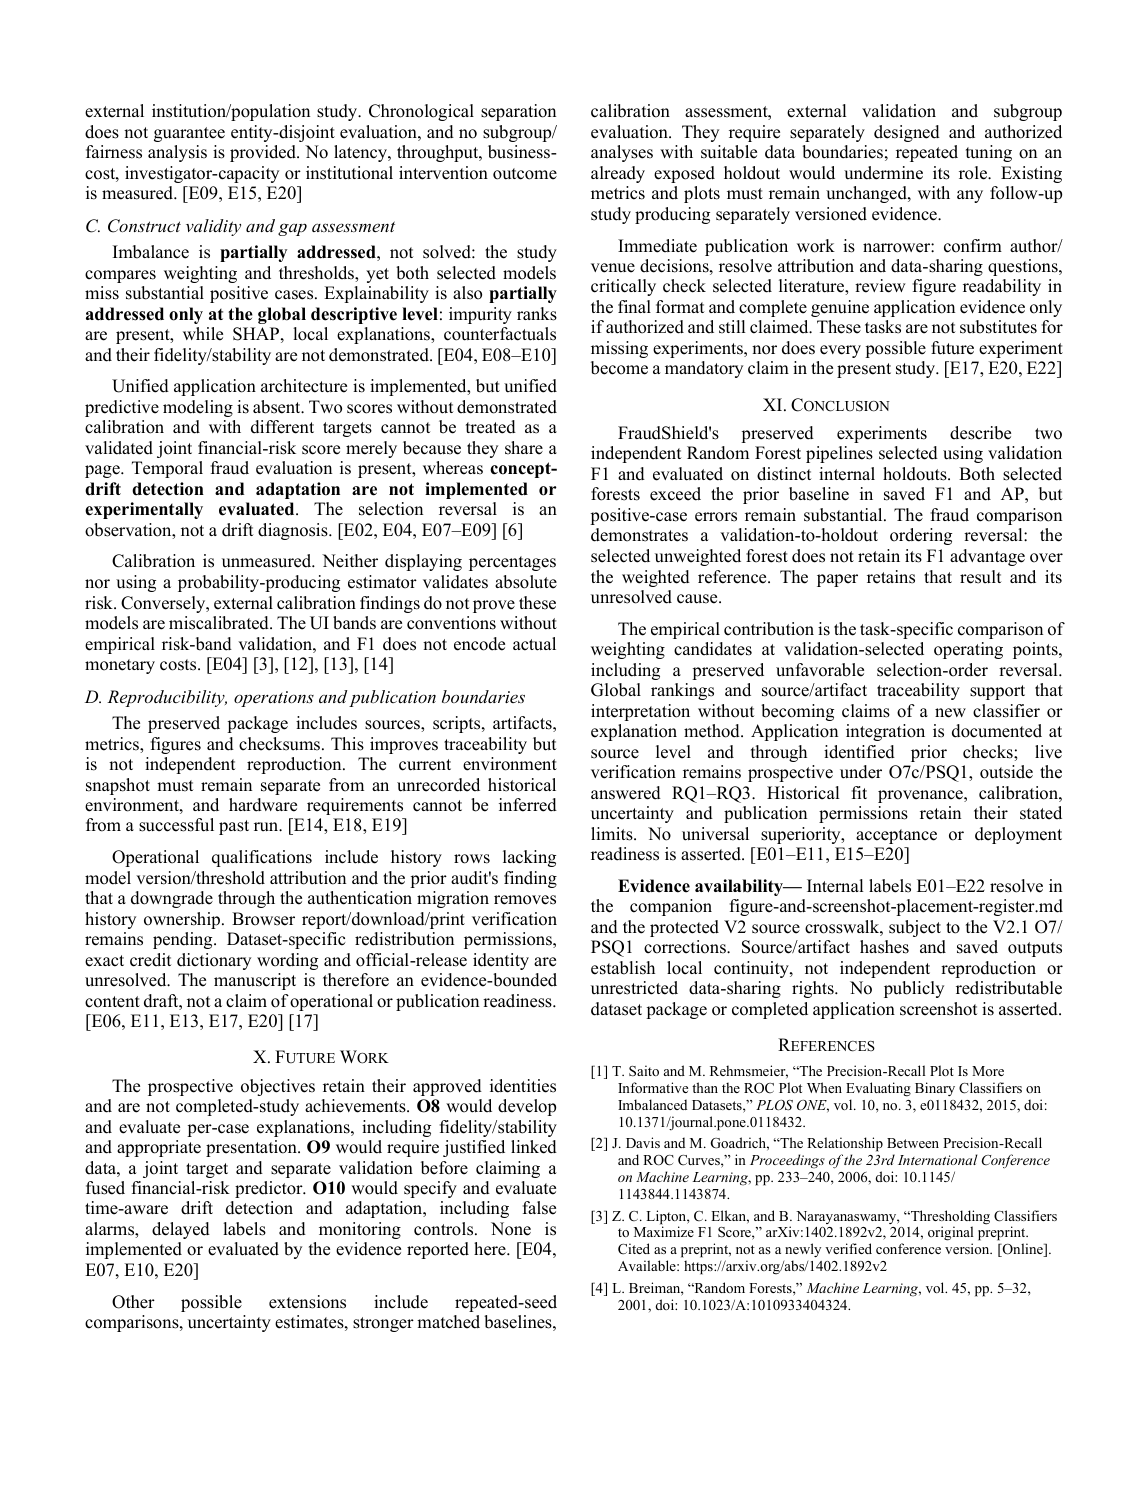 external institution/population study. Chronological separation
does not guarantee entity-disjoint evaluation, and no subgroup/
fairness analysis is provided. No latency, throughput, business-
cost, investigator-capacity or institutional intervention outcome
is measured. [E09, E15, E20]
C. Construct validity and gap assessment
Imbalance is partially addressed, not solved: the study
compares weighting and thresholds, yet both selected models
miss substantial positive cases. Explainability is also partially
addressed only at the global descriptive level: impurity ranks
are present, while SHAP, local explanations, counterfactuals
and their fidelity/stability are not demonstrated. [E04, E08–E10]
Unified application architecture is implemented, but unified
predictive modeling is absent. Two scores without demonstrated
calibration and with different targets cannot be treated as a
validated joint financial-risk score merely because they share a
page. Temporal fraud evaluation is present, whereas concept-
drift detection and adaptation are not implemented or
experimentally evaluated. The selection reversal is an
observation, not a drift diagnosis. [E02, E04, E07–E09] [6]
Calibration is unmeasured. Neither displaying percentages
nor using a probability-producing estimator validates absolute
risk. Conversely, external calibration findings do not prove these
models are miscalibrated. The UI bands are conventions without
empirical risk-band validation, and F1 does not encode actual
monetary costs. [E04] [3], [12], [13], [14]
D. Reproducibility, operations and publication boundaries
The preserved package includes sources, scripts, artifacts,
metrics, figures and checksums. This improves traceability but
is not independent reproduction. The current environment
snapshot must remain separate from an unrecorded historical
environment, and hardware requirements cannot be inferred
from a successful past run. [E14, E18, E19]
Operational qualifications include history rows lacking
model version/threshold attribution and the prior audit's finding
that a downgrade through the authentication migration removes
history ownership. Browser report/download/print verification
remains pending. Dataset-specific redistribution permissions,
exact credit dictionary wording and official-release identity are
unresolved. The manuscript is therefore an evidence-bounded
content draft, not a claim of operational or publication readiness.
[E06, E11, E13, E17, E20] [17]
X. FUTURE WORK
The prospective objectives retain their approved identities
and are not completed-study achievements. O8 would develop
and evaluate per-case explanations, including fidelity/stability
and appropriate presentation. O9 would require justified linked
data, a joint target and separate validation before claiming a
fused financial-risk predictor. O10 would specify and evaluate
time-aware drift detection and adaptation, including false
alarms, delayed labels and monitoring controls. None is
implemented or evaluated by the evidence reported here. [E04,
E07, E10, E20]
Other possible extensions include repeated-seed
comparisons, uncertainty estimates, stronger matched baselines,
calibration assessment, external validation and subgroup
evaluation. They require separately designed and authorized
analyses with suitable data boundaries; repeated tuning on an
already exposed holdout would undermine its role. Existing
metrics and plots must remain unchanged, with any follow-up
study producing separately versioned evidence.
Immediate publication work is narrower: confirm author/
venue decisions, resolve attribution and data-sharing questions,
critically check selected literature, review figure readability in
the final format and complete genuine application evidence only
if authorized and still claimed. These tasks are not substitutes for
missing experiments, nor does every possible future experiment
become a mandatory claim in the present study. [E17, E20, E22]
XI. CONCLUSION
FraudShield's preserved experiments describe two
independent Random Forest pipelines selected using validation
F1 and evaluated on distinct internal holdouts. Both selected
forests exceed the prior baseline in saved F1 and AP, but
positive-case errors remain substantial. The fraud comparison
demonstrates a validation-to-holdout ordering reversal: the
selected unweighted forest does not retain its F1 advantage over
the weighted reference. The paper retains that result and its
unresolved cause.
The empirical contribution is the task-specific comparison of
weighting candidates at validation-selected operating points,
including a preserved unfavorable selection-order reversal.
Global rankings and source/artifact traceability support that
interpretation without becoming claims of a new classifier or
explanation method. Application integration is documented at
source level and through identified prior checks; live
verification remains prospective under O7c/PSQ1, outside the
answered RQ1–RQ3. Historical fit provenance, calibration,
uncertainty and publication permissions retain their stated
limits. No universal superiority, acceptance or deployment
readiness is asserted. [E01–E11, E15–E20]
Evidence availability— Internal labels E01–E22 resolve in
the companion figure-and-screenshot-placement-register.md
and the protected V2 source crosswalk, subject to the V2.1 O7/
PSQ1 corrections. Source/artifact hashes and saved outputs
establish local continuity, not independent reproduction or
unrestricted data-sharing rights. No publicly redistributable
dataset package or completed application screenshot is asserted.
REFERENCES
[1] T. Saito and M. Rehmsmeier, “The Precision-Recall Plot Is More
Informative than the ROC Plot When Evaluating Binary Classifiers on
Imbalanced Datasets,” PLOS ONE, vol. 10, no. 3, e0118432, 2015, doi:
10.1371/journal.pone.0118432.
[2] J. Davis and M. Goadrich, “The Relationship Between Precision-Recall
and ROC Curves,” in Proceedings of the 23rd International Conference
on Machine Learning, pp. 233–240, 2006, doi: 10.1145/
1143844.1143874.
[3] Z. C. Lipton, C. Elkan, and B. Narayanaswamy, “Thresholding Classifiers
to Maximize F1 Score,” arXiv:1402.1892v2, 2014, original preprint.
Cited as a preprint, not as a newly verified conference version. [Online].
Available: https://arxiv.org/abs/1402.1892v2
[4] L. Breiman, “Random Forests,” Machine Learning, vol. 45, pp. 5–32,
2001, doi: 10.1023/A:1010933404324.